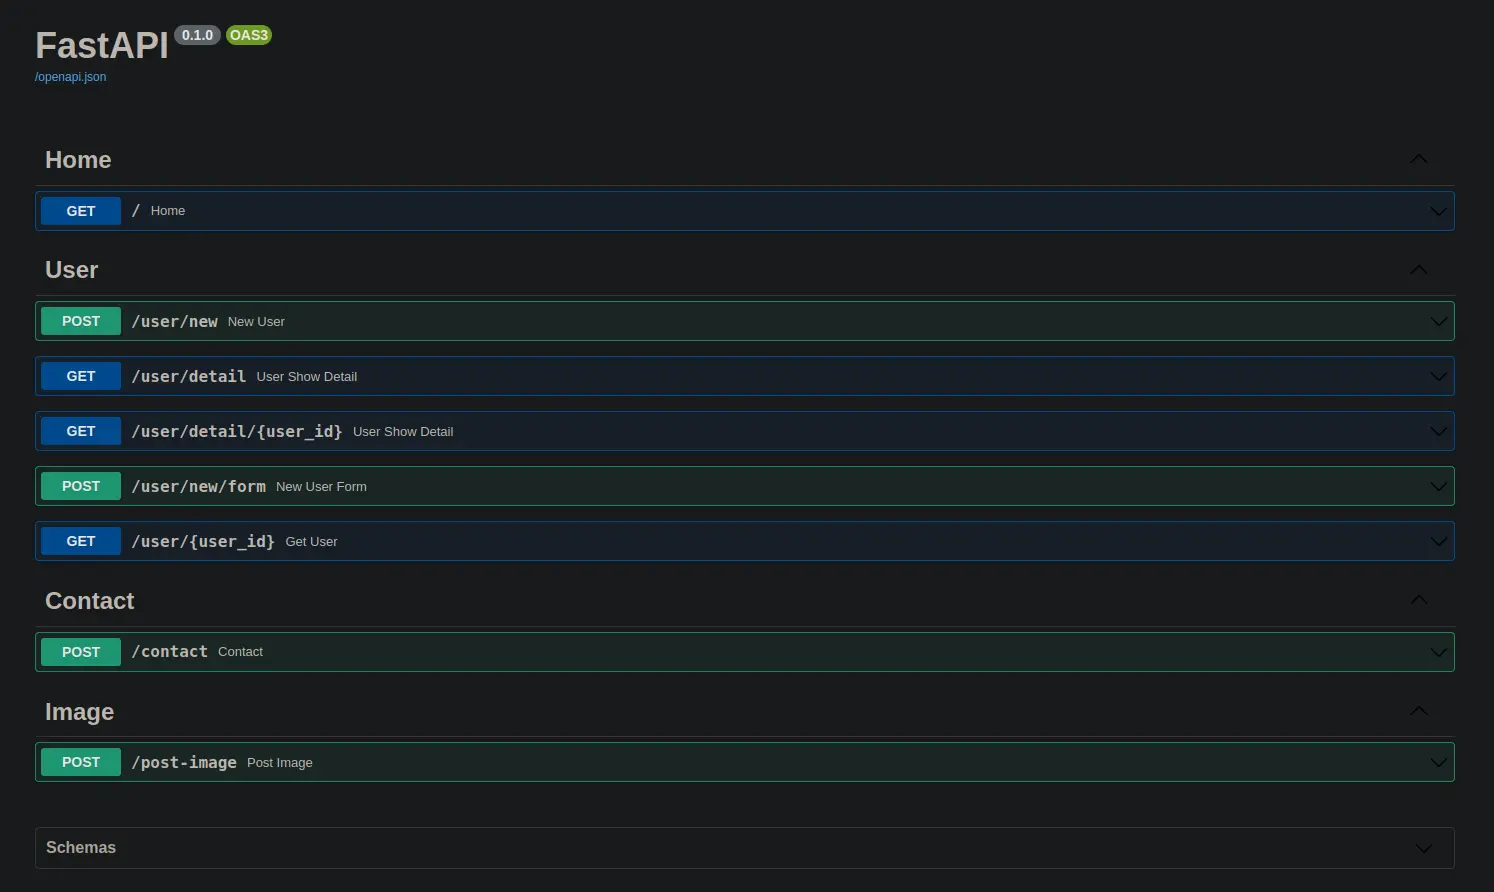 FastAPI 0.1.0 OAS3
/openapi.json
Home
GET / Home
User
POST /user/new New User
GET /user/detail User Show Detail
GET /user/detail/{user_id} User Show Detail
POST /user/new/form New User Form
GET /user/{user_id} Get User
Contact
POST /contact Contact
Image
POST /post-image Post Image
Schemas